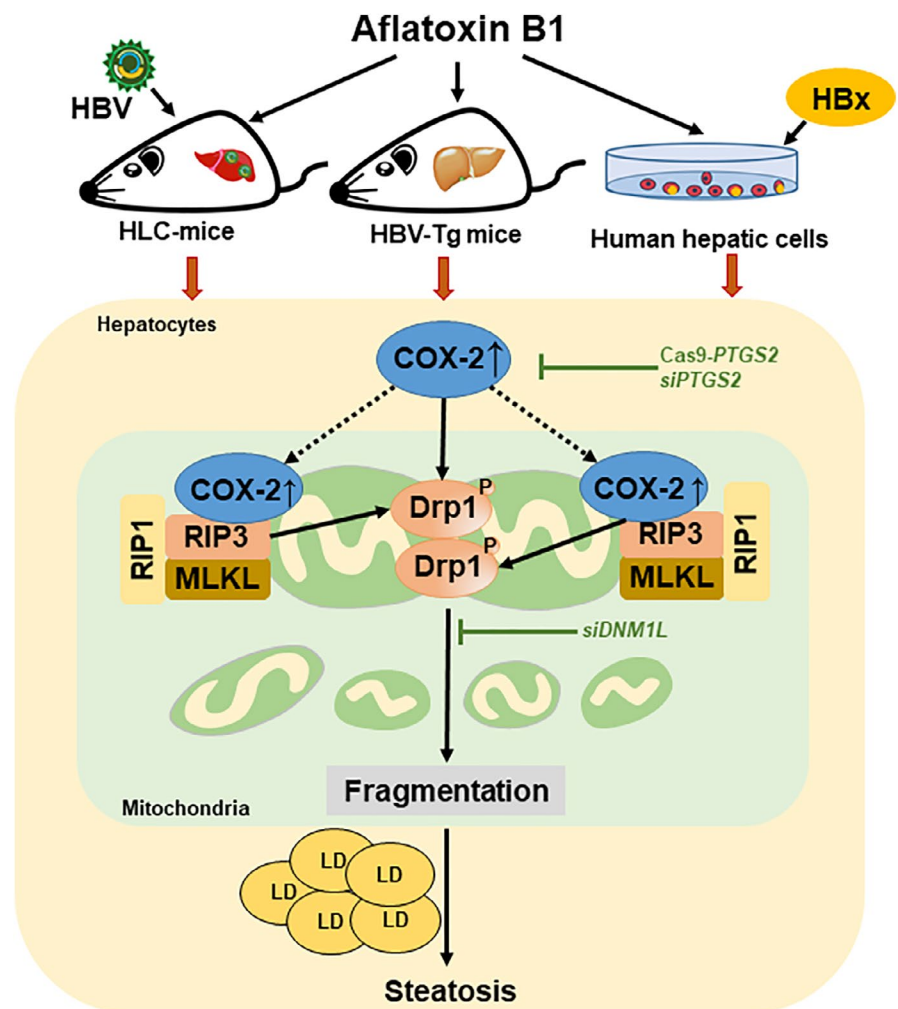 Aflatoxin B1
HBV
HBx
HLC-mice
HBV-Tg mice
Human hepatic cells
Hepatocytes
COX-2↑
Cas9-PTGS2
siPTGS2
COX-2↑
COX-2↑
RIP1
RIP3
MLKL
Drp1
P
Drp1
P
RIP3
MLKL
RIP1
siDNM1L
Fragmentation
Mitochondria
LD
LD
LD
LD
LD
Steatosis